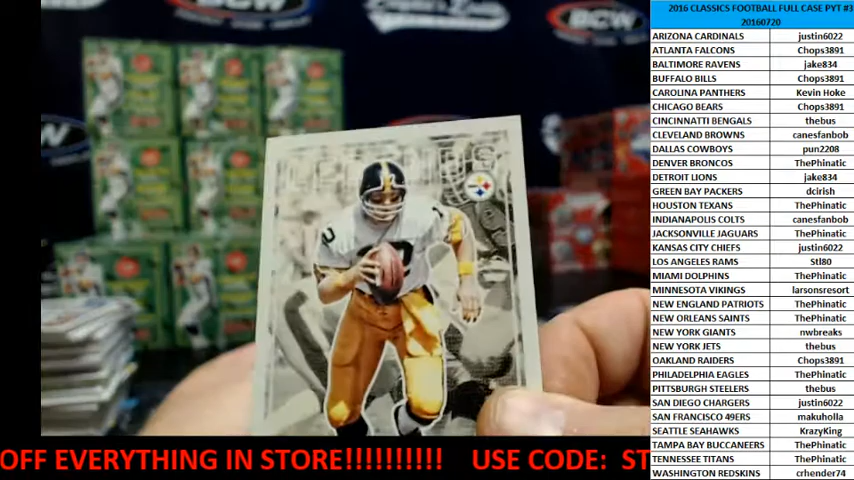 2016 CLASSICS FOOTBALL FULL CASE PYT #3
20160720
ARIZONA CARDINALS justin6022
ATLANTA FALCONS Chops3891
BALTIMORE RAVENS jake834
BUFFALO BILLS Chops3891
CAROLINA PANTHERS Kevin Hoke
CHICAGO BEARS Chops3891
CINCINNATI BENGALS thebus
CLEVELAND BROWNS canesfanbob
DALLAS COWBOYS pun2208
DENVER BRONCOS ThePhinatic
DETROIT LIONS jake834
GREEN BAY PACKERS dcirish
HOUSTON TEXANS ThePhinatic
INDIANAPOLIS COLTS canesfanbob
JACKSONVILLE JAGUARS ThePhinatic
KANSAS CITY CHIEFS justin6022
LOS ANGELES RAMS Stl80
MIAMI DOLPHINS ThePhinatic
MINNESOTA VIKINGS larsonsresort
NEW ENGLAND PATRIOTS ThePhinatic
NEW ORLEANS SAINTS ThePhinatic
NEW YORK GIANTS nwbreaks
NEW YORK JETS thebus
OAKLAND RAIDERS Chops3891
PHILADELPHIA EAGLES ThePhinatic
PITTSBURGH STEELERS thebus
SAN DIEGO CHARGERS justin6022
SAN FRANCISCO 49ERS makuholla
SEATTLE SEAHAWKS KrazyKing
TAMPA BAY BUCCANEERS ThePhinatic
TENNESSEE TITANS ThePhinatic
WASHINGTON REDSKINS crhender74
BCW
LEGENDS
OFF EVERYTHING IN STORE!!!!!!!!!! USE CODE: ST